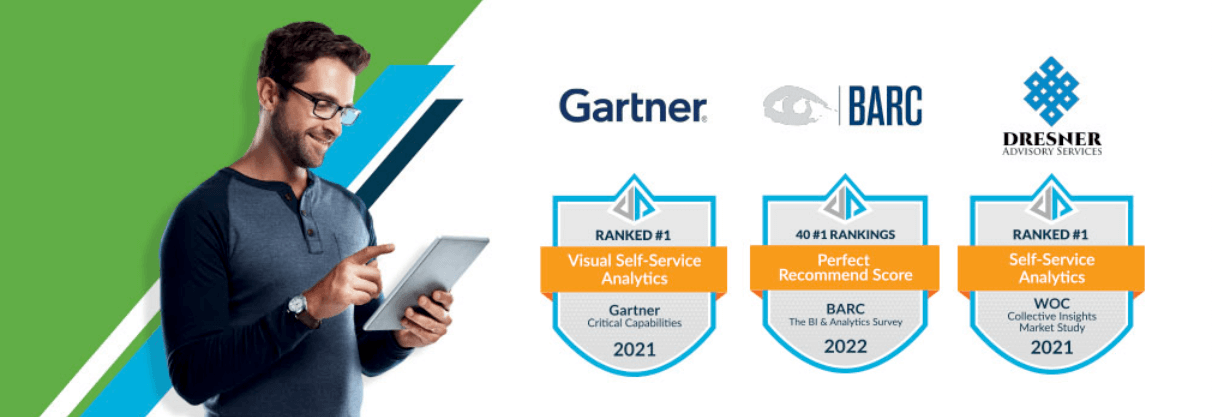 Gartner®
BARC
DRESNER
ADVISORY SERVICES
RANKED #1
Visual Self-Service
Analytics
Gartner
Critical Capabilities
2021
40 #1 RANKINGS
Perfect
Recommend Score
BARC
The BI & Analytics Survey
2022
RANKED #1
Self-Service
Analytics
WOC
Collective Insights
Market Study
2021